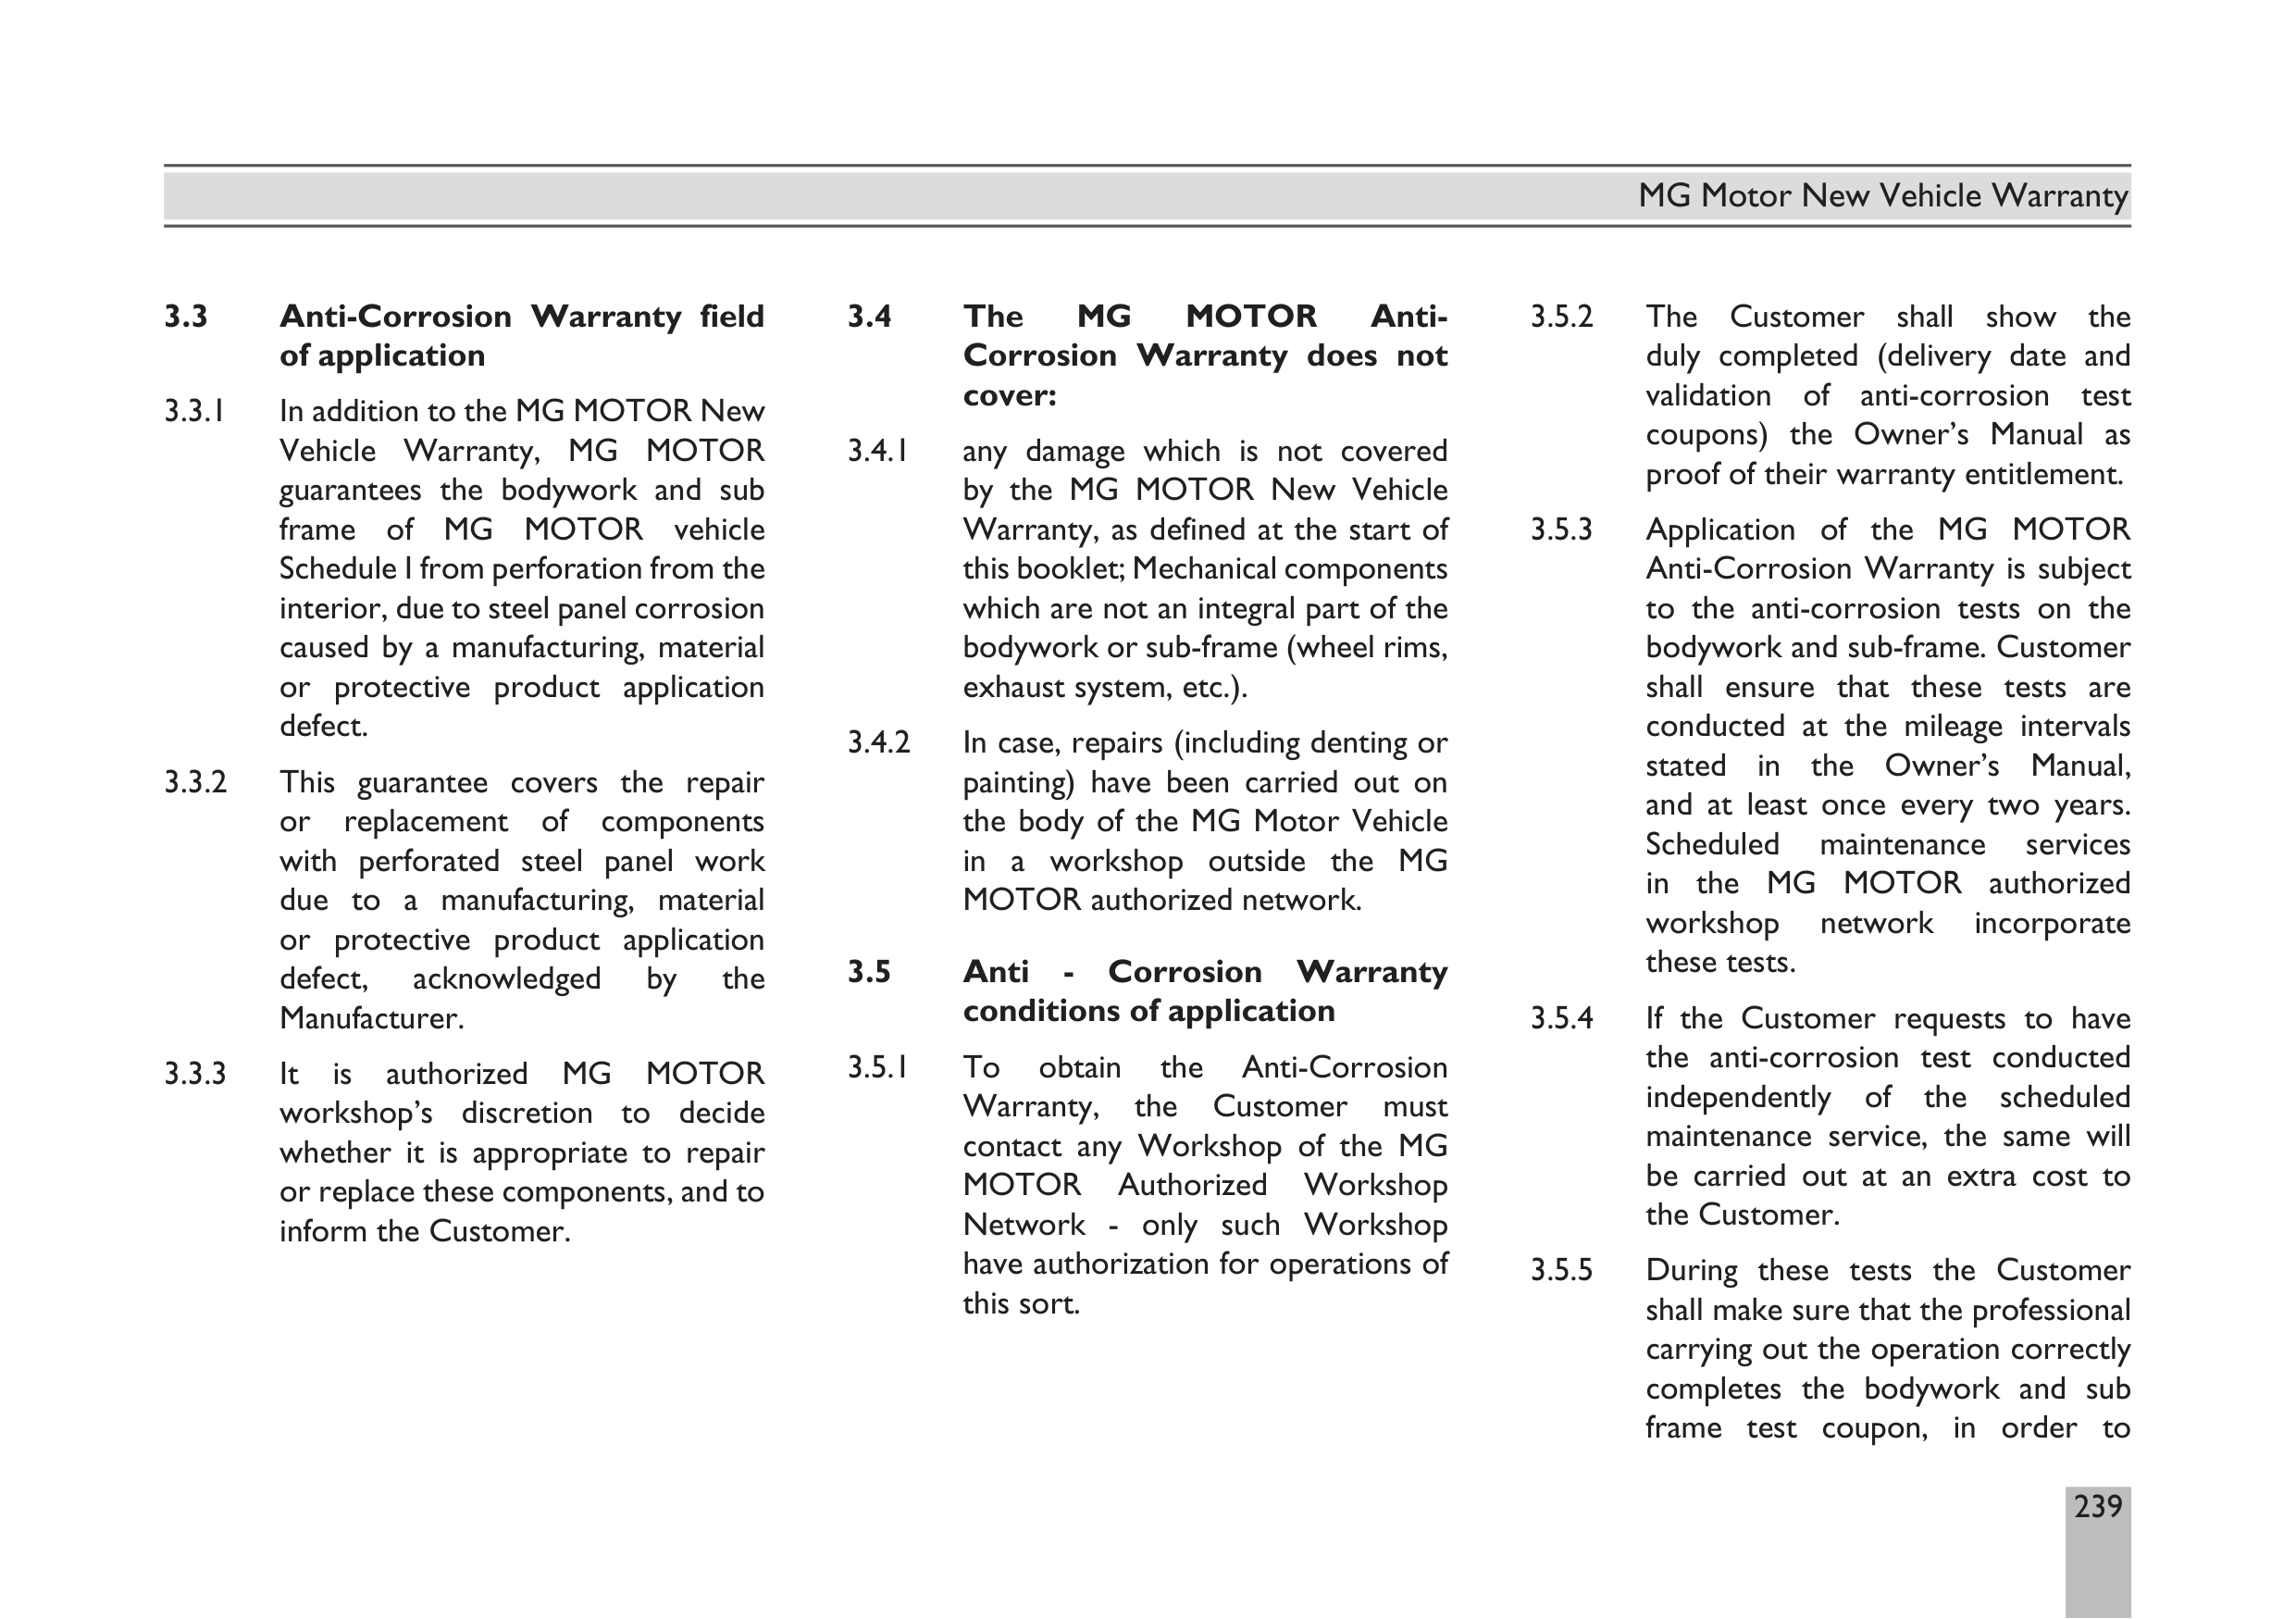 MG Motor New Vehicle Warranty
3.3 Anti-Corrosion Warranty field
of application
3.3.1 In addition to the MG MOTOR New
Vehicle Warranty, MG MOTOR
guarantees the bodywork and sub
frame of MG MOTOR vehicle
Schedule I from perforation from the
interior, due to steel panel corrosion
caused by a manufacturing, material
or protective product application
defect.
3.3.2 This guarantee covers the repair
or replacement of components
with perforated steel panel work
due to a manufacturing, material
or protective product application
defect, acknowledged by the
Manufacturer.
3.3.3 It is authorized MG MOTOR
workshop's discretion to decide
whether it is appropriate to repair
or replace these components, and to
inform the Customer.
3.4 The MG MOTOR Anti-
Corrosion Warranty does not
cover:
3.4.1 any damage which is not covered
by the MG MOTOR New Vehicle
Warranty, as defined at the start of
this booklet; Mechanical components
which are not an integral part of the
bodywork or sub-frame (wheel rims,
exhaust system, etc.).
3.4.2 In case, repairs (including denting or
painting) have been carried out on
the body of the MG Motor Vehicle
in a workshop outside the MG
MOTOR authorized network.
3.5 Anti - Corrosion Warranty
conditions of application
3.5.1 To obtain the Anti-Corrosion
Warranty, the Customer must
contact any Workshop of the MG
MOTOR Authorized Workshop
Network - only such Workshop
have authorization for operations of
this sort.
3.5.2 The Customer shall show the
duly completed (delivery date and
validation of anti-corrosion test
coupons) the Owner's Manual as
proof of their warranty entitlement.
3.5.3 Application of the MG MOTOR
Anti-Corrosion Warranty is subject
to the anti-corrosion tests on the
bodywork and sub-frame. Customer
shall ensure that these tests are
conducted at the mileage intervals
stated in the Owner's Manual,
and at least once every two years.
Scheduled maintenance services
in the MG MOTOR authorized
workshop network incorporate
these tests.
3.5.4 If the Customer requests to have
the anti-corrosion test conducted
independently of the scheduled
maintenance service, the same will
be carried out at an extra cost to
the Customer.
3.5.5 During these tests the Customer
shall make sure that the professional
carrying out the operation correctly
completes the bodywork and sub
frame test coupon, in order to
239